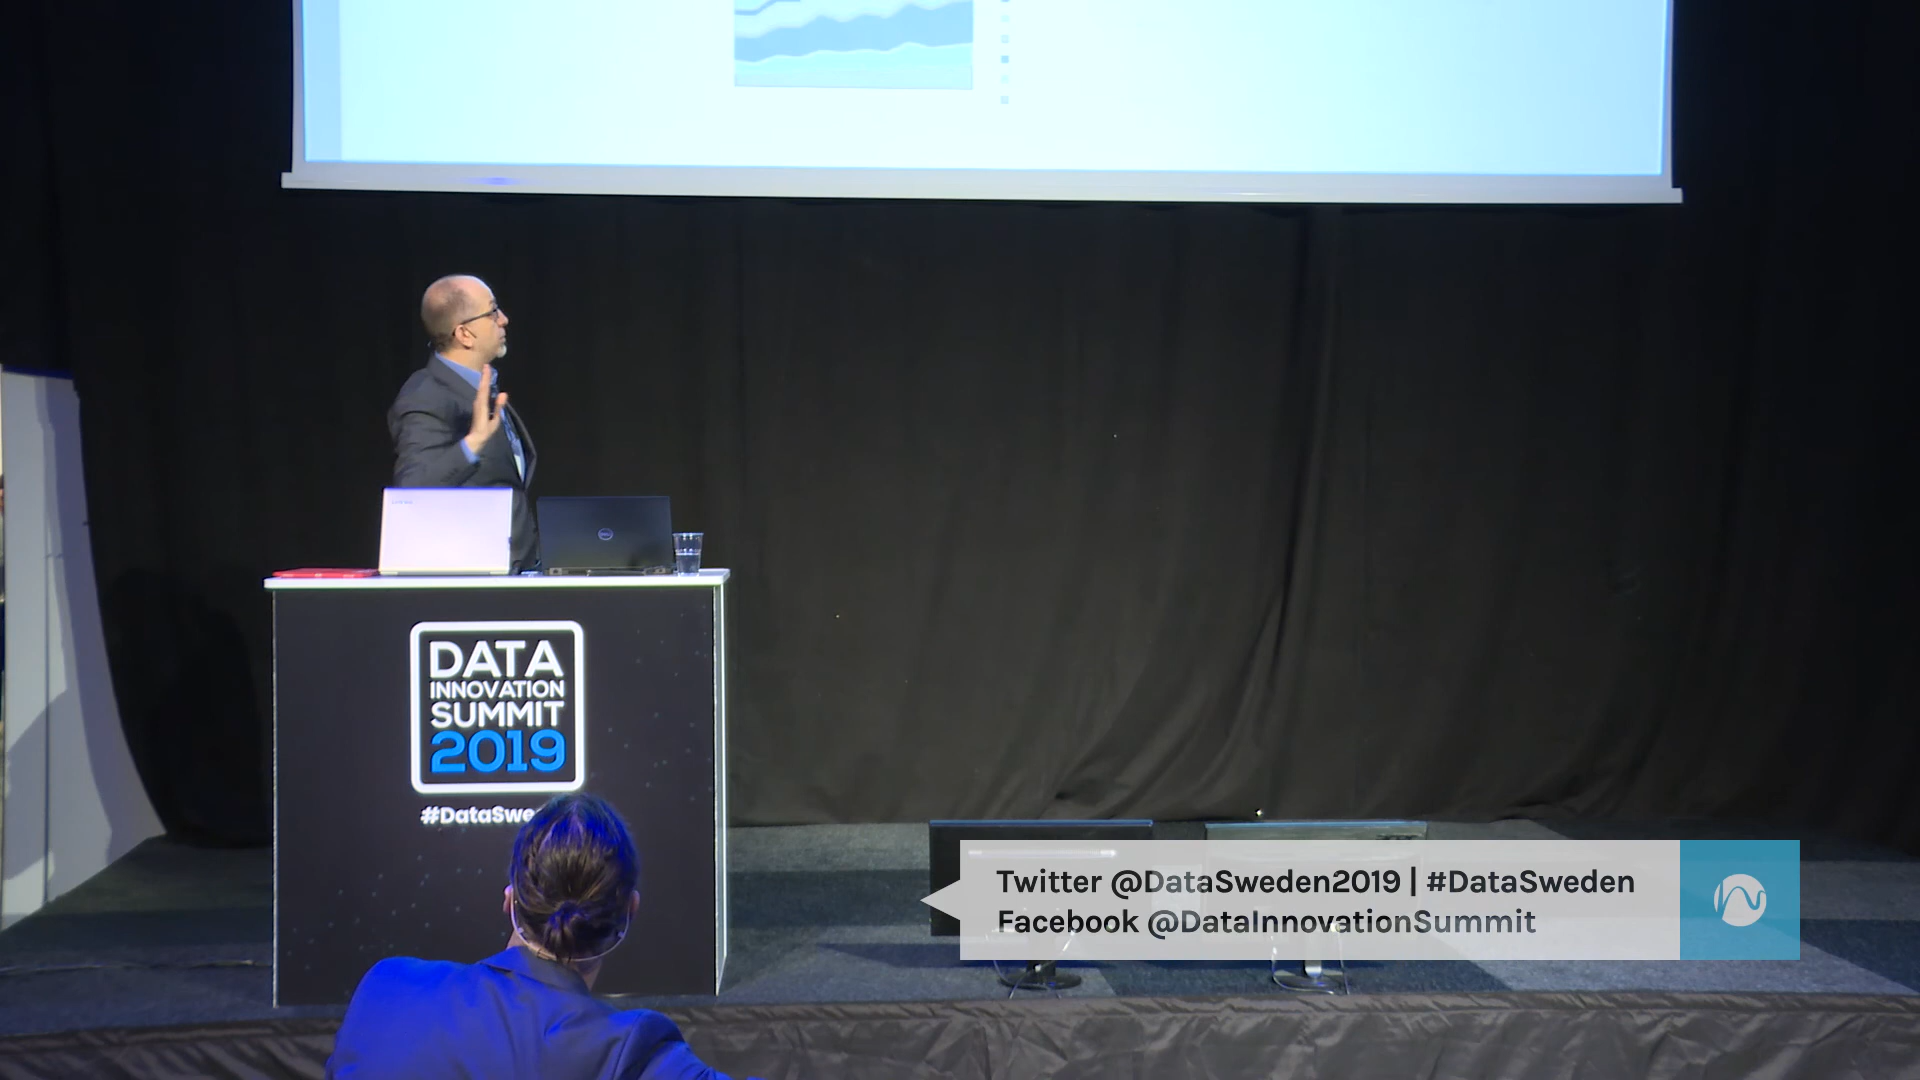 DATA
INNOVATION
SUMMIT
2019
#DataSwe
Twitter @DataSweden2019 | #DataSweden
Facebook @DataInnovationSummit